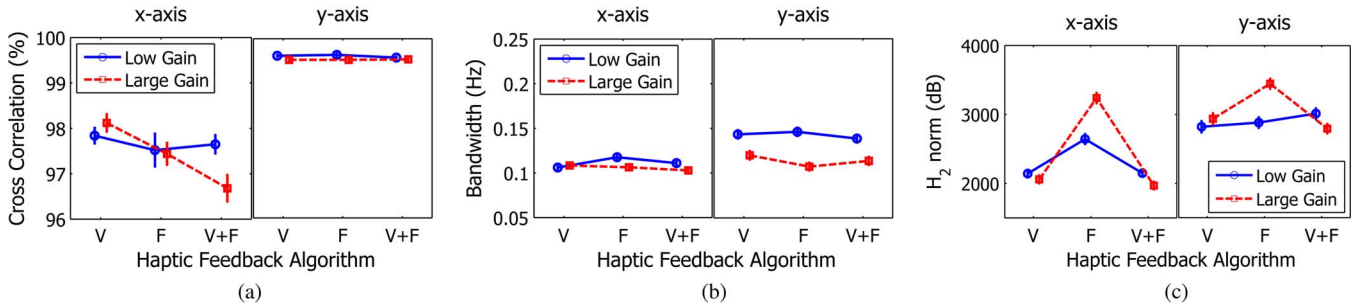 x-axis y-axis
Cross Correlation (%)
100
99
98
97
96
Low Gain
Large Gain
V F V+F V F V+F
Haptic Feedback Algorithm
(a)
x-axis y-axis
Bandwidth (Hz)
0.25
0.2
0.15
0.1
0.05
Low Gain
Large Gain
V F V+F V F V+F
Haptic Feedback Algorithm
(b)
x-axis y-axis
H2 norm (dB)
4000
3000
2000
Low Gain
Large Gain
V F V+F V F V+F
Haptic Feedback Algorithm
(c)